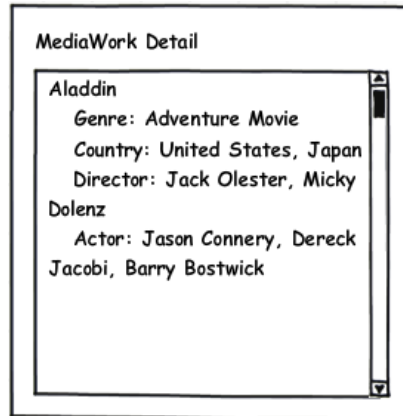 MediaWork Detail
Aladdin
Genre: Adventure Movie
Country: United States, Japan
Director: Jack Olester, Micky
Dolenz
Actor: Jason Connery, Dereck
Jacobi, Barry Bostwick